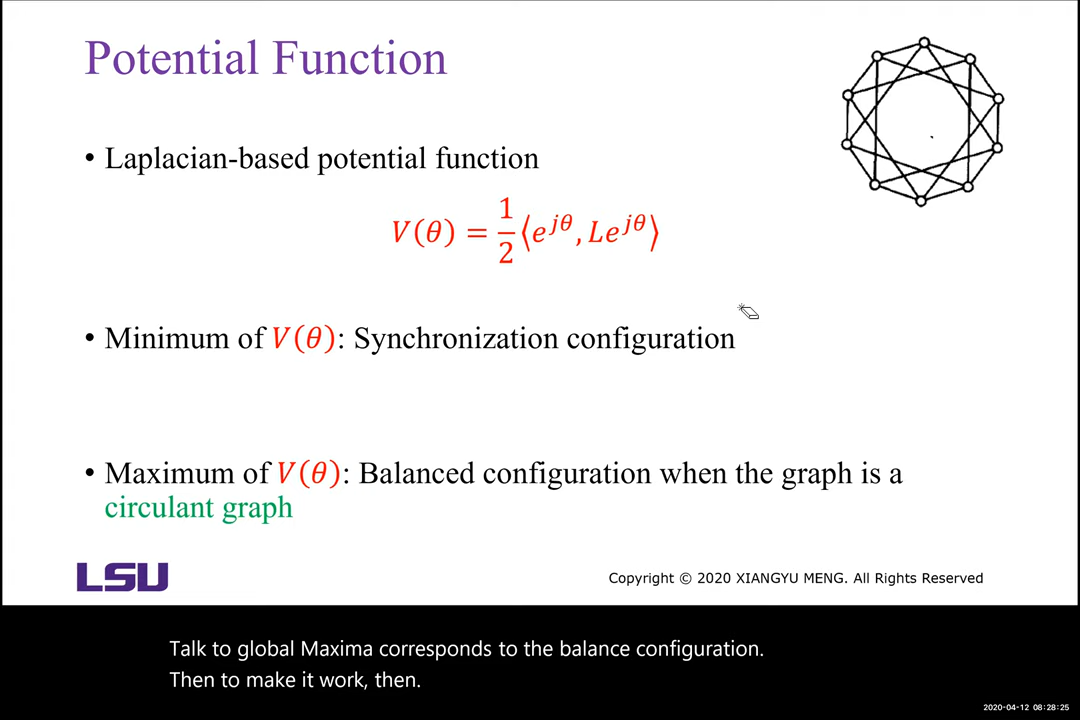 Potential Function
• Laplacian-based potential function
V(θ) = 1/2 ⟨e^{jθ}, Le^{jθ}⟩
• Minimum of V(θ): Synchronization configuration
• Maximum of V(θ): Balanced configuration when the graph is a
circulant graph
LSU
Copyright © 2020 XIANGYU MENG. All Rights Reserved
Talk to global Maxima corresponds to the balance configuration.
Then to make it work, then.
2020-04-12 08:28:25